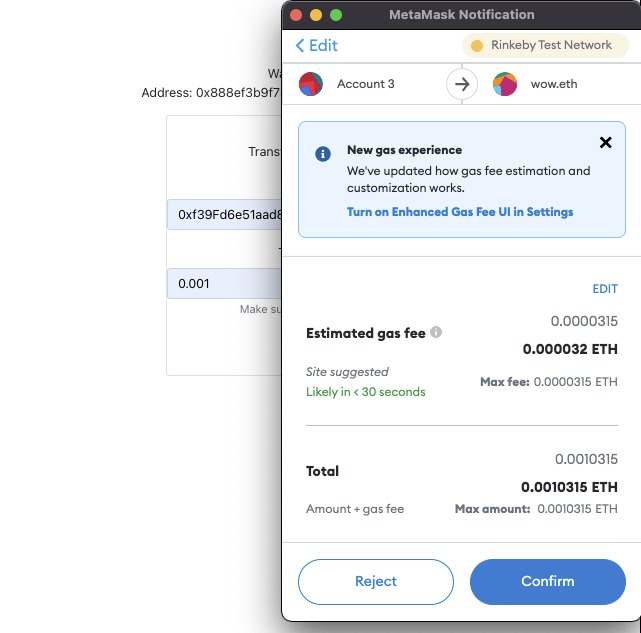 MetaMask Notification
Edit
Rinkeby Test Network
Account 3
wow.eth
Address: 0x888ef3b9f7
New gas experience
We've updated how gas fee estimation and
customization works.
Turn on Enhanced Gas Fee UI in Settings
0xf39Fd6e51aad8
0.001
Make su
EDIT
0.0000315
Estimated gas fee
0.000032 ETH
Site suggested
Max fee: 0.0000315 ETH
Likely in < 30 seconds
0.0010315
Total
0.0010315 ETH
Amount + gas fee
Max amount: 0.0010315 ETH
Reject
Confirm